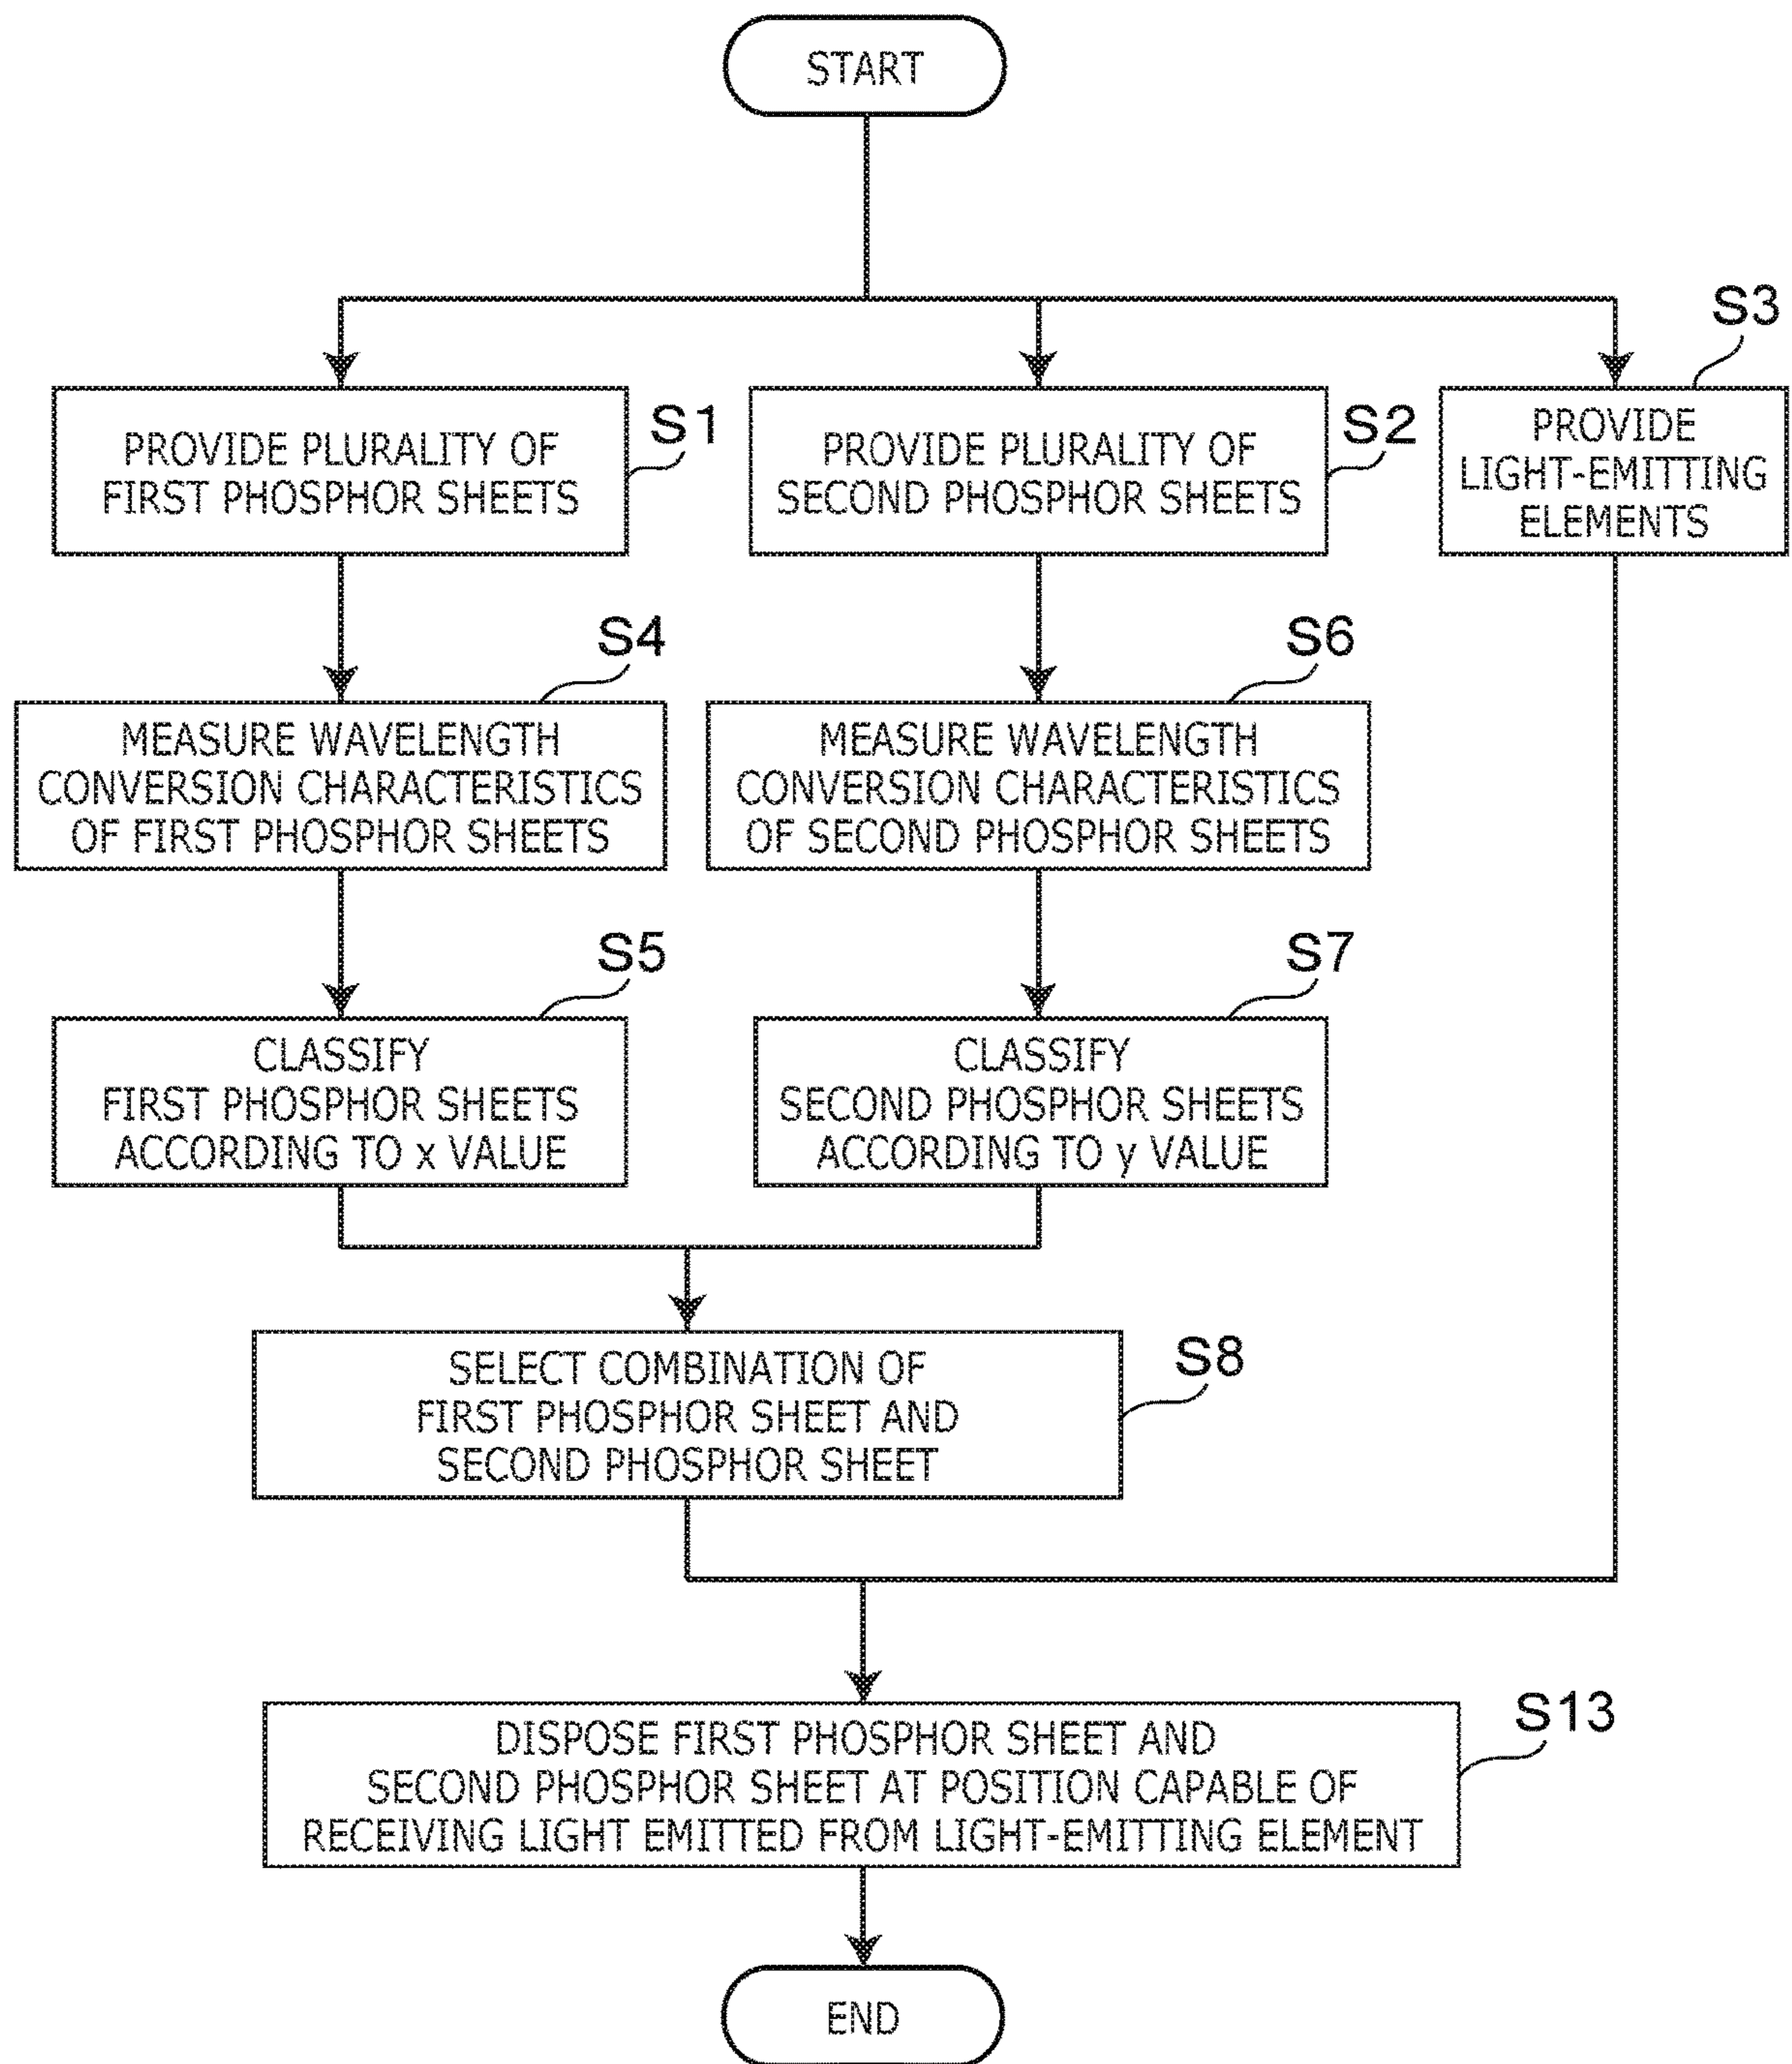 START
S3
S1
PROVIDE PLURALITY OF
FIRST PHOSPHOR SHEETS
S2
PROVIDE PLURALITY OF
SECOND PHOSPHOR SHEETS
PROVIDE
LIGHT-EMITTING
ELEMENTS
S4
MEASURE WAVELENGTH
CONVERSION CHARACTERISTICS
OF FIRST PHOSPHOR SHEETS
S6
MEASURE WAVELENGTH
CONVERSION CHARACTERISTICS
OF SECOND PHOSPHOR SHEETS
S5
CLASSIFY
FIRST PHOSPHOR SHEETS
ACCORDING TO x VALUE
S7
CLASSIFY
SECOND PHOSPHOR SHEETS
ACCORDING TO y VALUE
S8
SELECT COMBINATION OF
FIRST PHOSPHOR SHEET AND
SECOND PHOSPHOR SHEET
S13
DISPOSE FIRST PHOSPHOR SHEET AND
SECOND PHOSPHOR SHEET AT POSITION CAPABLE OF
RECEIVING LIGHT EMITTED FROM LIGHT-EMITTING ELEMENT
END